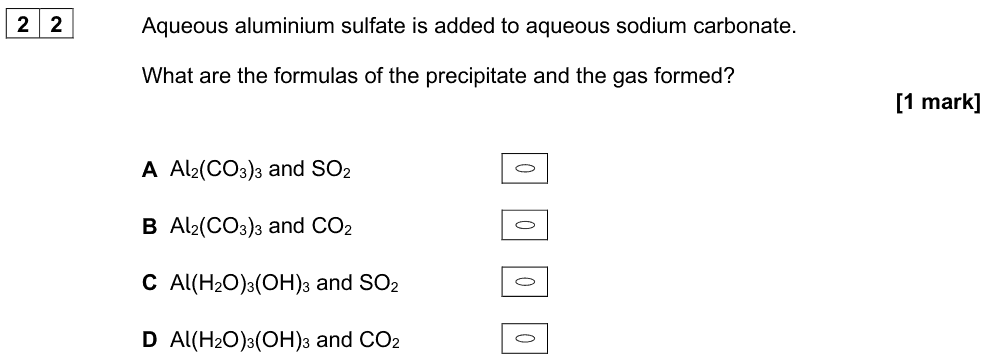 2 2 Aqueous aluminium sulfate is added to aqueous sodium carbonate.
What are the formulas of the precipitate and the gas formed?
[1 mark]
A Al₂(CO₃)₃ and SO₂
B Al₂(CO₃)₃ and CO₂
C Al(H₂O)₃(OH)₃ and SO₂
D Al(H₂O)₃(OH)₃ and CO₂